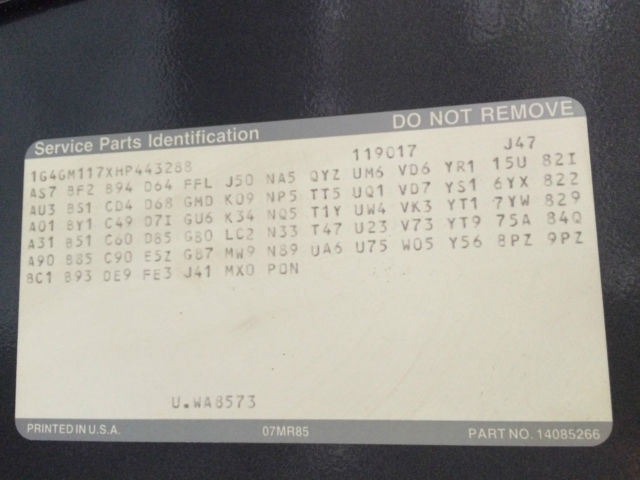 Service Parts Identification DO NOT REMOVE
1G4GM117XHP443288 119017 J47
AS7 BF2 B94 D64 FFL J50 NA5 QYZ UM6 VD6 YR1 15U 82I
AU3 BS1 CD4 D68 GMD K09 NP5 TT5 UQ1 VD7 YS1 6YX 822
A01 BY1 C49 D7I GU6 K34 NQ5 T1Y UW4 VK3 YT1 7YW 829
A31 B51 C60 D85 G80 LC2 N33 T47 U23 V73 YT9 75A 84Q
A90 B85 C90 E5Z G87 MW9 N89 UA6 U75 W05 Y56 8PZ 9PZ
BC1 B93 DE9 FE3 J41 MX0 PDN
U.WA8573
PRINTED IN U.S.A. 07MR85 PART NO. 14085266